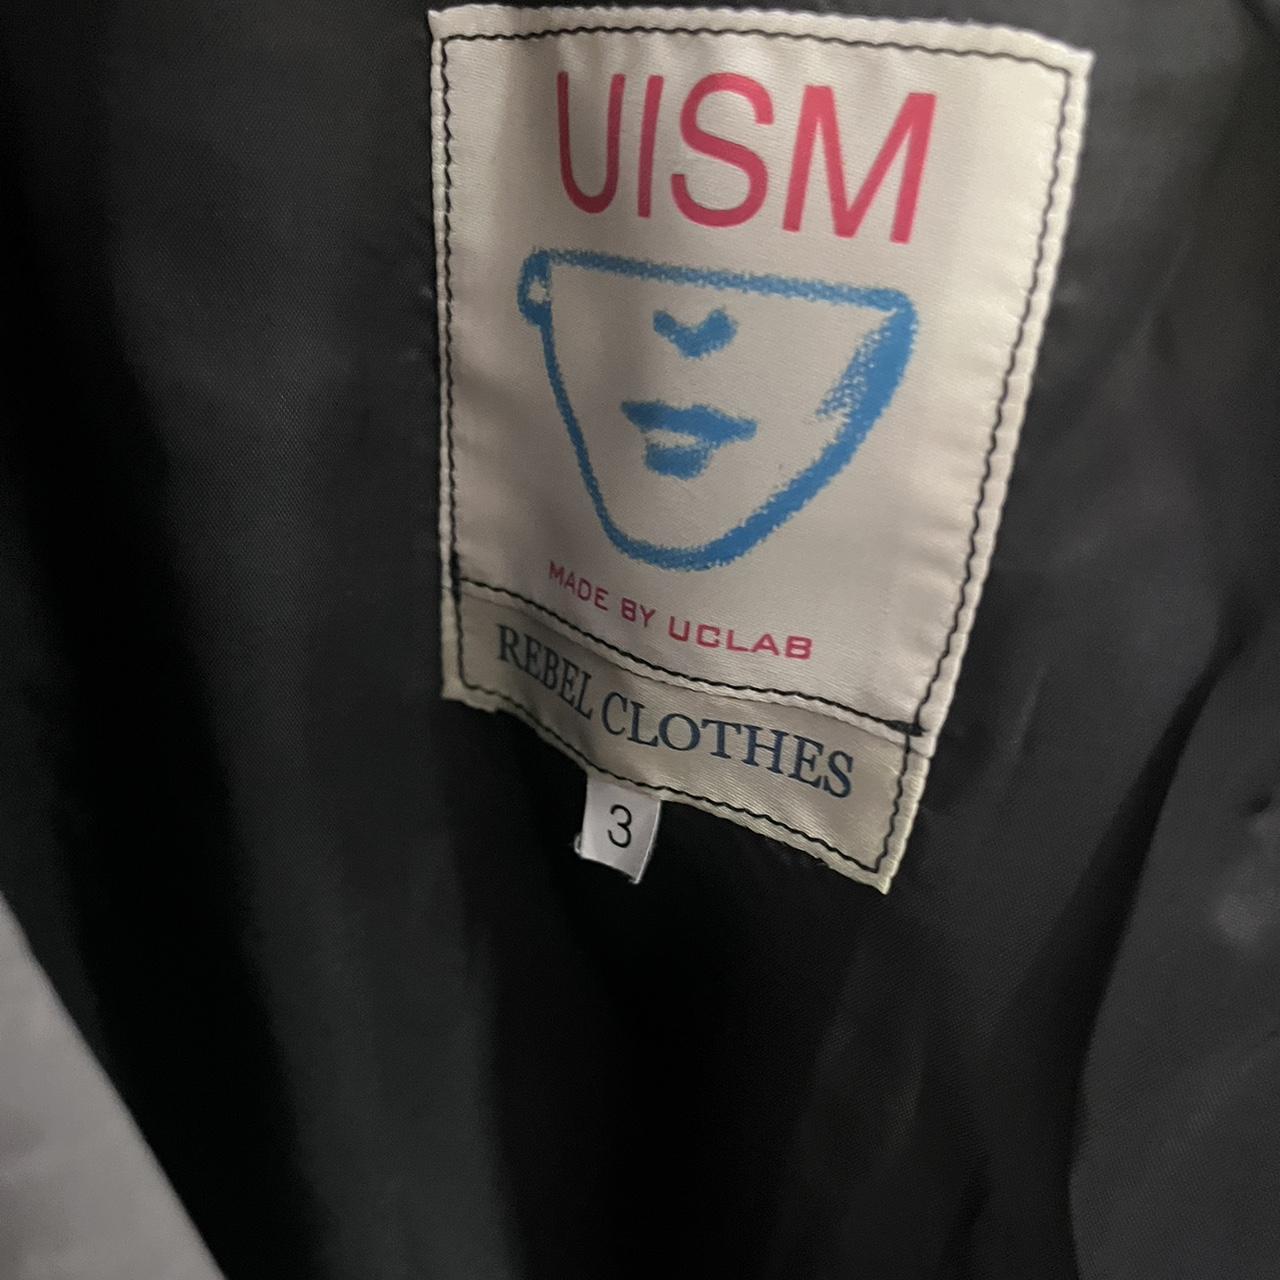 UISM
MADE BY UCLAB
REBEL CLOTHES
3